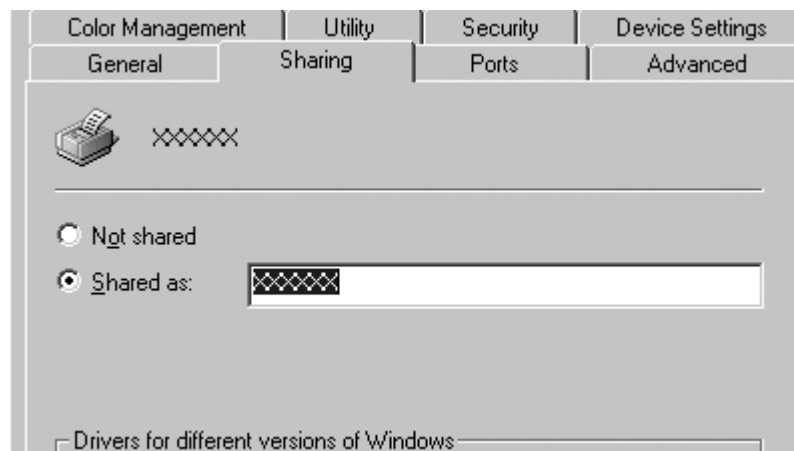 Color Management Utility Security Device Settings
General Sharing Ports Advanced
XXXXXX
Not shared
Shared as: XXXXXX
Drivers for different versions of Windows